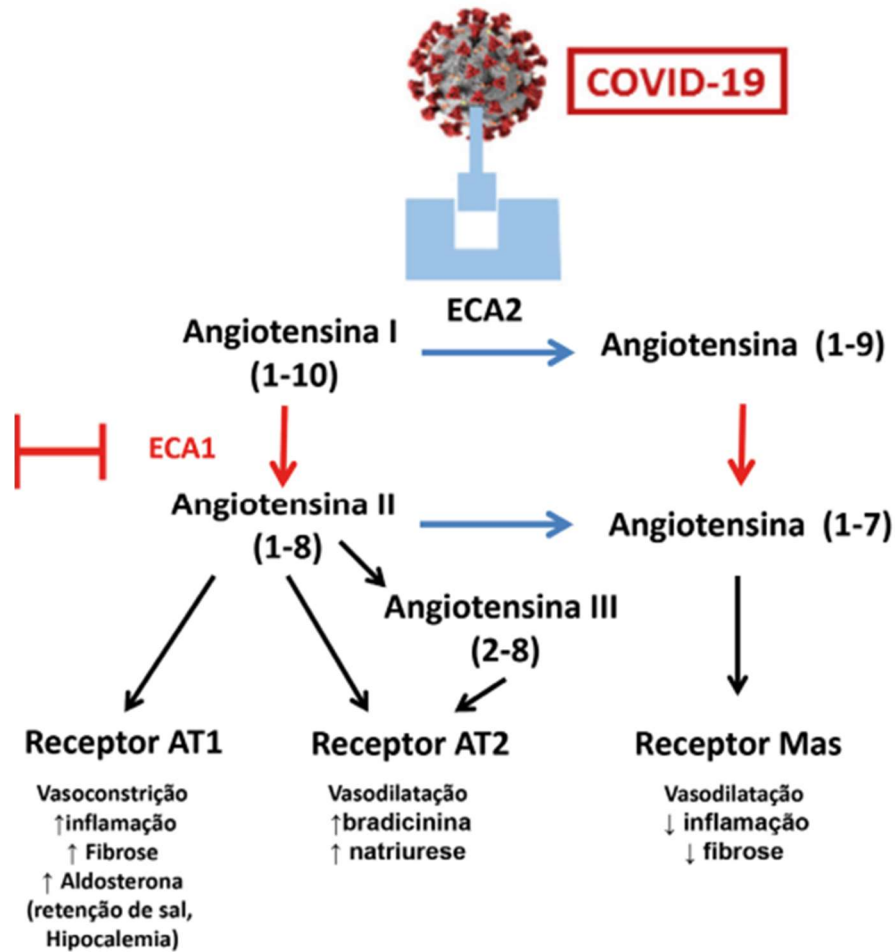 COVID-19
ECA2
Angiotensina I
(1-10)
Angiotensina (1-9)
ECA1
Angiotensina II
(1-8)
Angiotensina (1-7)
Angiotensina III
(2-8)
Receptor AT1
Vasoconstrição
↑inflamação
↑ Fibrose
↑ Aldosterona
(retenção de sal,
Hipocalemia)
Receptor AT2
Vasodilatação
↑bradicinina
↑ natriurese
Receptor Mas
Vasodilatação
↓ inflamação
↓ fibrose